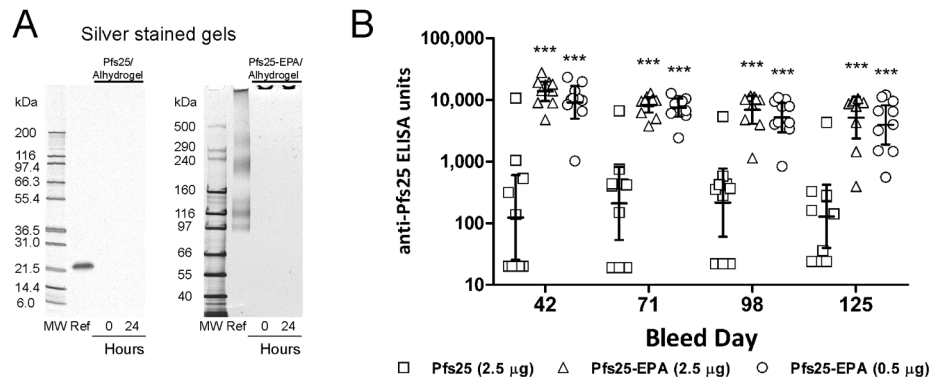 A
Silver stained gels
Pfs25/
Alhydrogel
kDa
200
116
97.4
66.3
55.4
36.5
31.0
21.5
14.4
6.0
MW Ref 0 24
Hours
Pfs25-EPA/
Alhydrogel
kDa
500
290
240
160
116
97
66
55
40
MW Ref 0 24
Hours
B
anti-Pfs25 ELISA units
100,000
10,000
1,000
100
10
*** *** *** *** *** *** *** ***
42 71 98 125
Bleed Day
Pfs25 (2.5 μg) Pfs25-EPA (2.5 μg) Pfs25-EPA (0.5 μg)